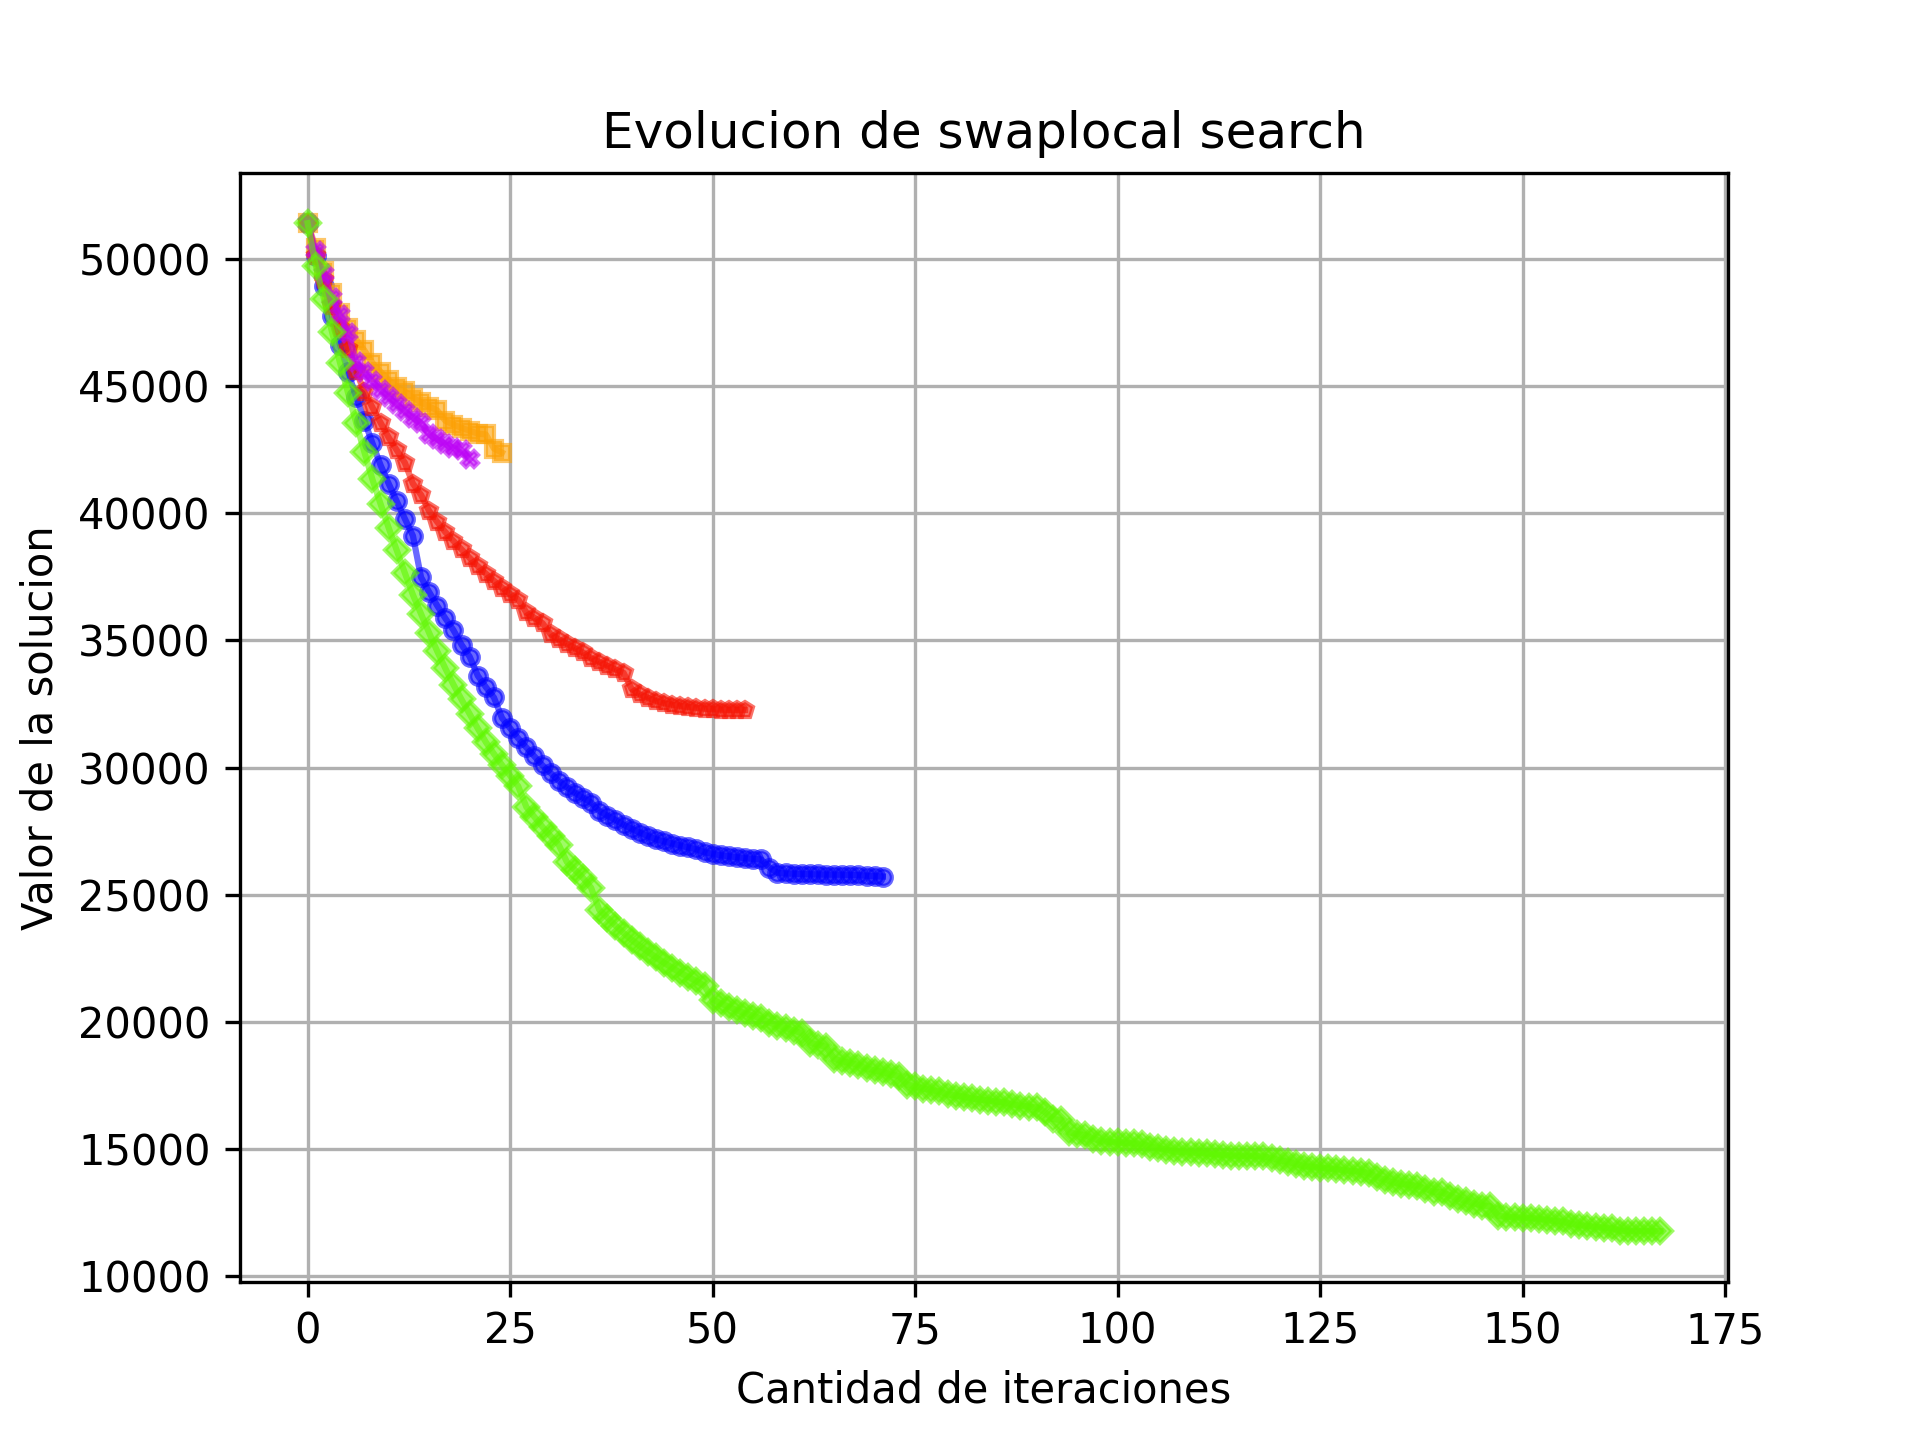 Evolucion de swaplocal search
Valor de la solucion
50000
45000
40000
35000
30000
25000
20000
15000
10000
0 25 50 75 100 125 150 175
Cantidad de iteraciones